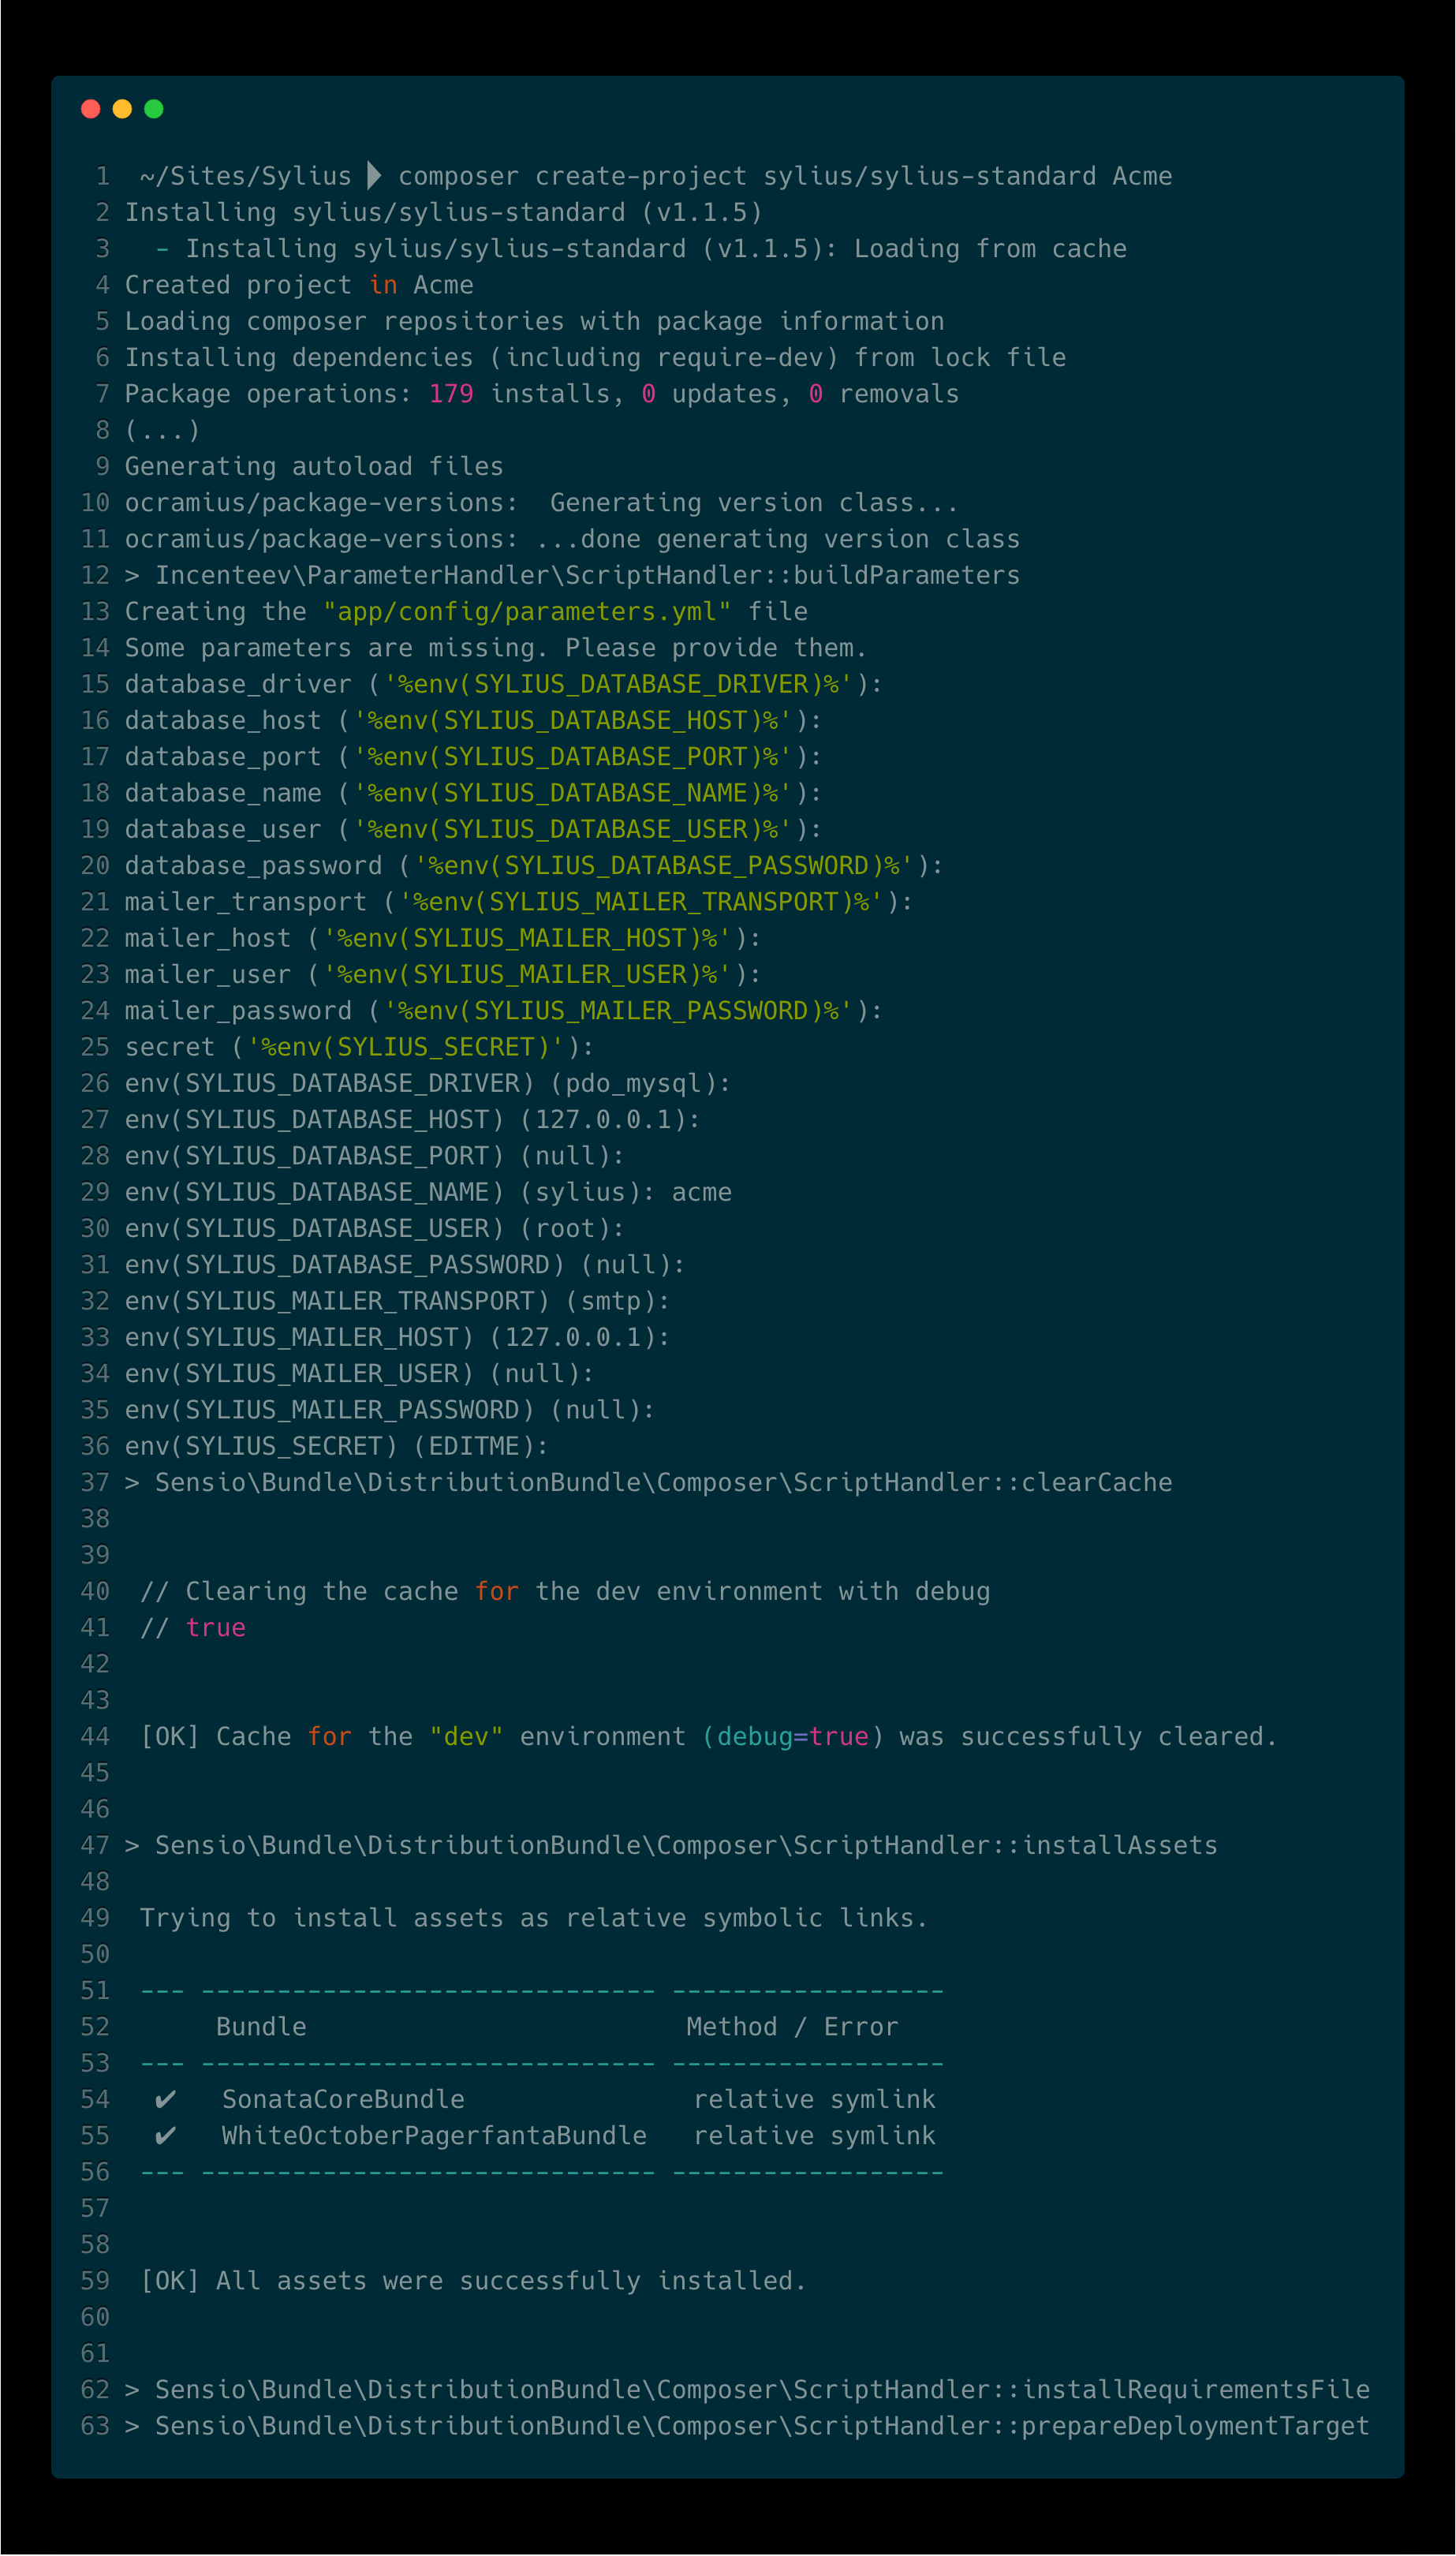 1 ~/Sites/Sylius ▶ composer create-project sylius/sylius-standard Acme
2 Installing sylius/sylius-standard (v1.1.5)
3 - Installing sylius/sylius-standard (v1.1.5): Loading from cache
4 Created project in Acme
5 Loading composer repositories with package information
6 Installing dependencies (including require-dev) from lock file
7 Package operations: 179 installs, 0 updates, 0 removals
8 (...)
9 Generating autoload files
10 ocramius/package-versions:  Generating version class...
11 ocramius/package-versions: ...done generating version class
12 > Incenteev\ParameterHandler\ScriptHandler::buildParameters
13 Creating the "app/config/parameters.yml" file
14 Some parameters are missing. Please provide them.
15 database_driver ('%env(SYLIUS_DATABASE_DRIVER)%'):
16 database_host ('%env(SYLIUS_DATABASE_HOST)%'):
17 database_port ('%env(SYLIUS_DATABASE_PORT)%'):
18 database_name ('%env(SYLIUS_DATABASE_NAME)%'):
19 database_user ('%env(SYLIUS_DATABASE_USER)%'):
20 database_password ('%env(SYLIUS_DATABASE_PASSWORD)%'):
21 mailer_transport ('%env(SYLIUS_MAILER_TRANSPORT)%'):
22 mailer_host ('%env(SYLIUS_MAILER_HOST)%'):
23 mailer_user ('%env(SYLIUS_MAILER_USER)%'):
24 mailer_password ('%env(SYLIUS_MAILER_PASSWORD)%'):
25 secret ('%env(SYLIUS_SECRET)'):
26 env(SYLIUS_DATABASE_DRIVER) (pdo_mysql):
27 env(SYLIUS_DATABASE_HOST) (127.0.0.1):
28 env(SYLIUS_DATABASE_PORT) (null):
29 env(SYLIUS_DATABASE_NAME) (sylius): acme
30 env(SYLIUS_DATABASE_USER) (root):
31 env(SYLIUS_DATABASE_PASSWORD) (null):
32 env(SYLIUS_MAILER_TRANSPORT) (smtp):
33 env(SYLIUS_MAILER_HOST) (127.0.0.1):
34 env(SYLIUS_MAILER_USER) (null):
35 env(SYLIUS_MAILER_PASSWORD) (null):
36 env(SYLIUS_SECRET) (EDITME):
37 > Sensio\Bundle\DistributionBundle\Composer\ScriptHandler::clearCache
38
39
40 // Clearing the cache for the dev environment with debug
41 // true
42
43
44 [OK] Cache for the "dev" environment (debug=true) was successfully cleared.
45
46
47 > Sensio\Bundle\DistributionBundle\Composer\ScriptHandler::installAssets
48
49 Trying to install assets as relative symbolic links.
50
51 --- ------------------------------ ------------------
52 Bundle Method / Error
53 --- ------------------------------ ------------------
54 ✔ SonataCoreBundle relative symlink
55 ✔ WhiteOctoberPagerfantaBundle relative symlink
56 --- ------------------------------ ------------------
57
58
59 [OK] All assets were successfully installed.
60
61
62 > Sensio\Bundle\DistributionBundle\Composer\ScriptHandler::installRequirementsFile
63 > Sensio\Bundle\DistributionBundle\Composer\ScriptHandler::prepareDeploymentTarget